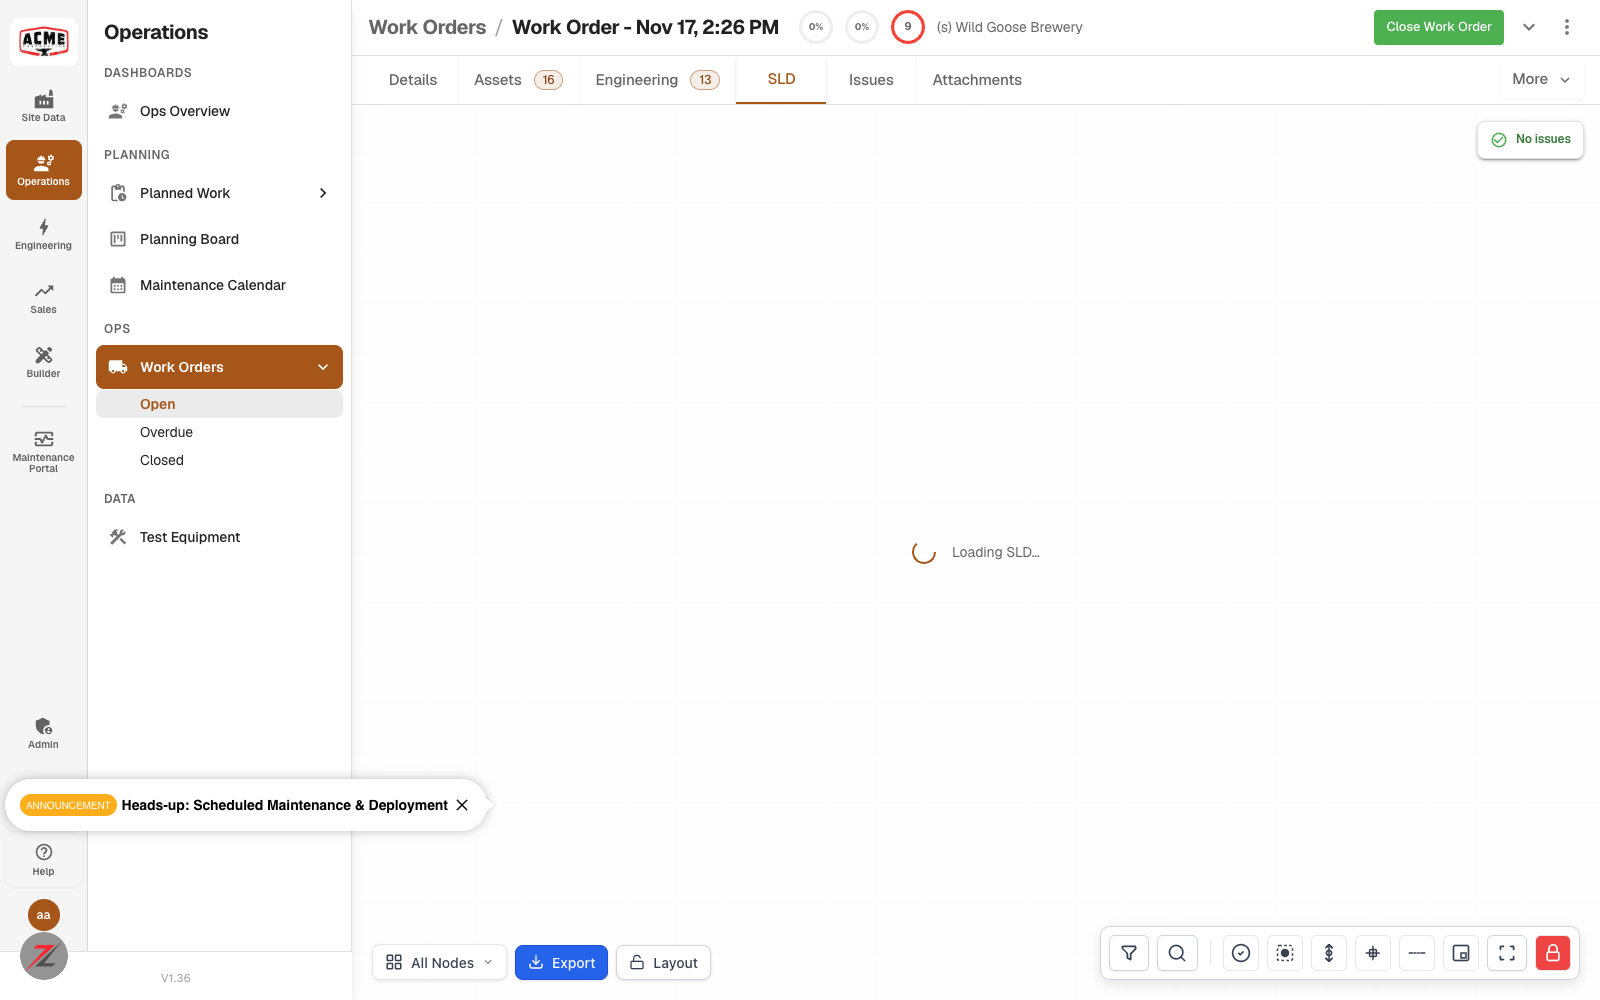 ACME
Site Data
Operations
Engineering
Sales
Builder
Maintenance
Portal
Admin
Help
aa
Operations
DASHBOARDS
Ops Overview
PLANNING
Planned Work
Planning Board
Maintenance Calendar
OPS
Work Orders
Open
Overdue
Closed
DATA
Test Equipment
ANNOUNCEMENT Heads-up: Scheduled Maintenance & Deployment
V1.36
Work Orders / Work Order - Nov 17, 2:26 PM 0% 0% 9 (s) Wild Goose Brewery
Close Work Order
Details Assets 16 Engineering 13 SLD Issues Attachments More
No issues
Loading SLD...
All Nodes Export Layout